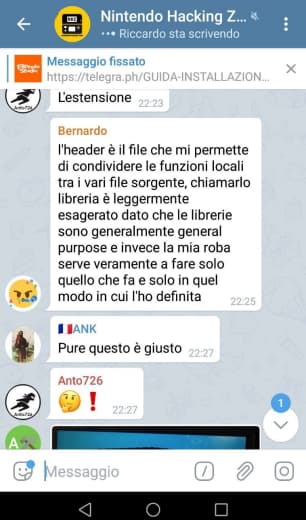 Nintendo Hacking Z...
Riccardo sta scrivendo
Messaggio fissato
https://telegra.ph/GUIDA-INSTALLAZION...
L'estensione 22:23
Anto726
Bernardo
l'header è il file che mi permette
di condividere le funzioni locali
tra i vari file sorgente, chiamarlo
libreria è leggermente
esagerato dato che le librerie
sono generalmente general
purpose e invece la mia roba
serve veramente a fare solo
quello che fa e solo in quel
modo in cui l'ho definita 22:25
🇫🇷ANK
Pure questo è giusto 22:27
Anto726
🤔❗ 22:27
Anto726
1
A
Messaggio